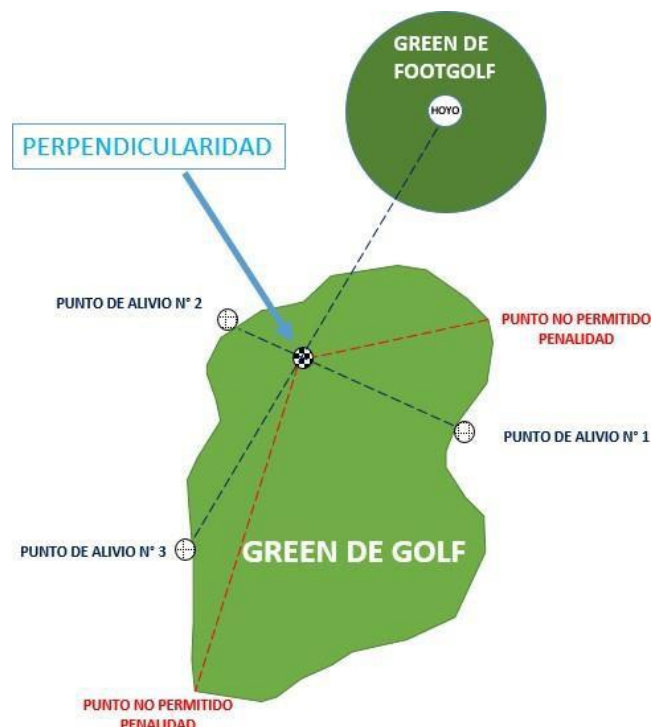 GREEN DE
FOOTGOLF
HOYO
PERPENDICULARIDAD
PUNTO DE ALIVIO N° 2
PUNTO NO PERMITIDO
PENALIDAD
PUNTO DE ALIVIO N° 1
PUNTO DE ALIVIO N° 3
GREEN DE GOLF
PUNTO NO PERMITIDO
PENALIDAD